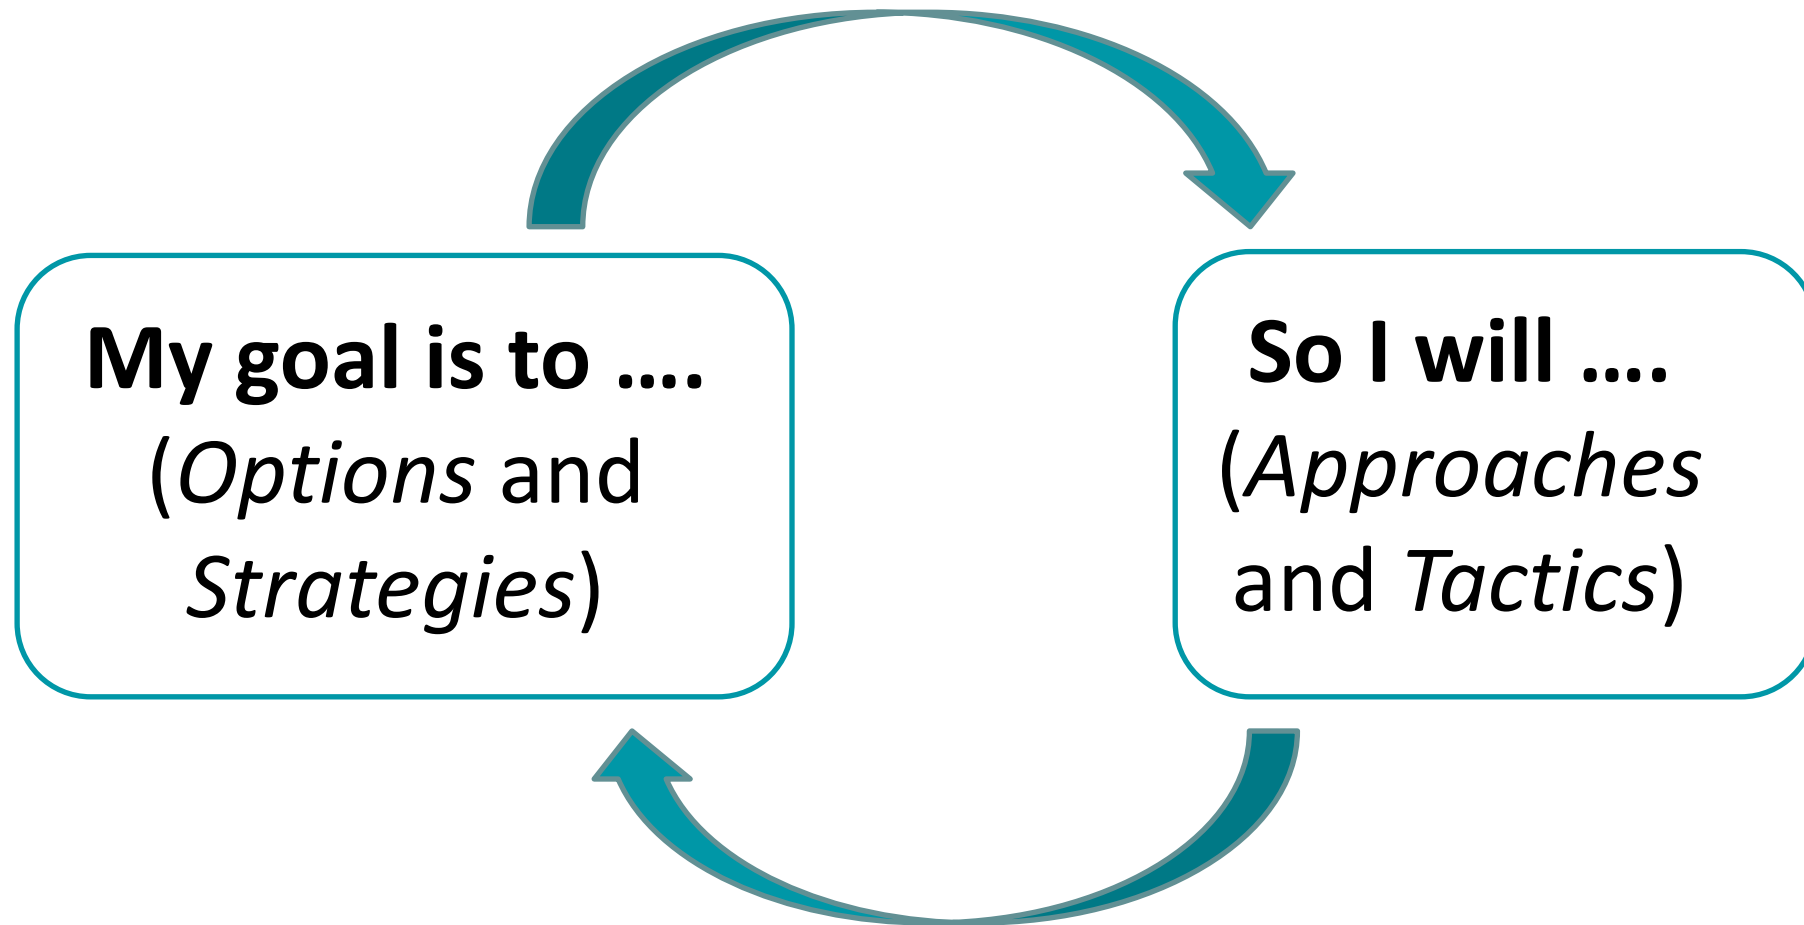 My goal is to ....
(Options and
Strategies)
So I will ....
(Approaches
and Tactics)